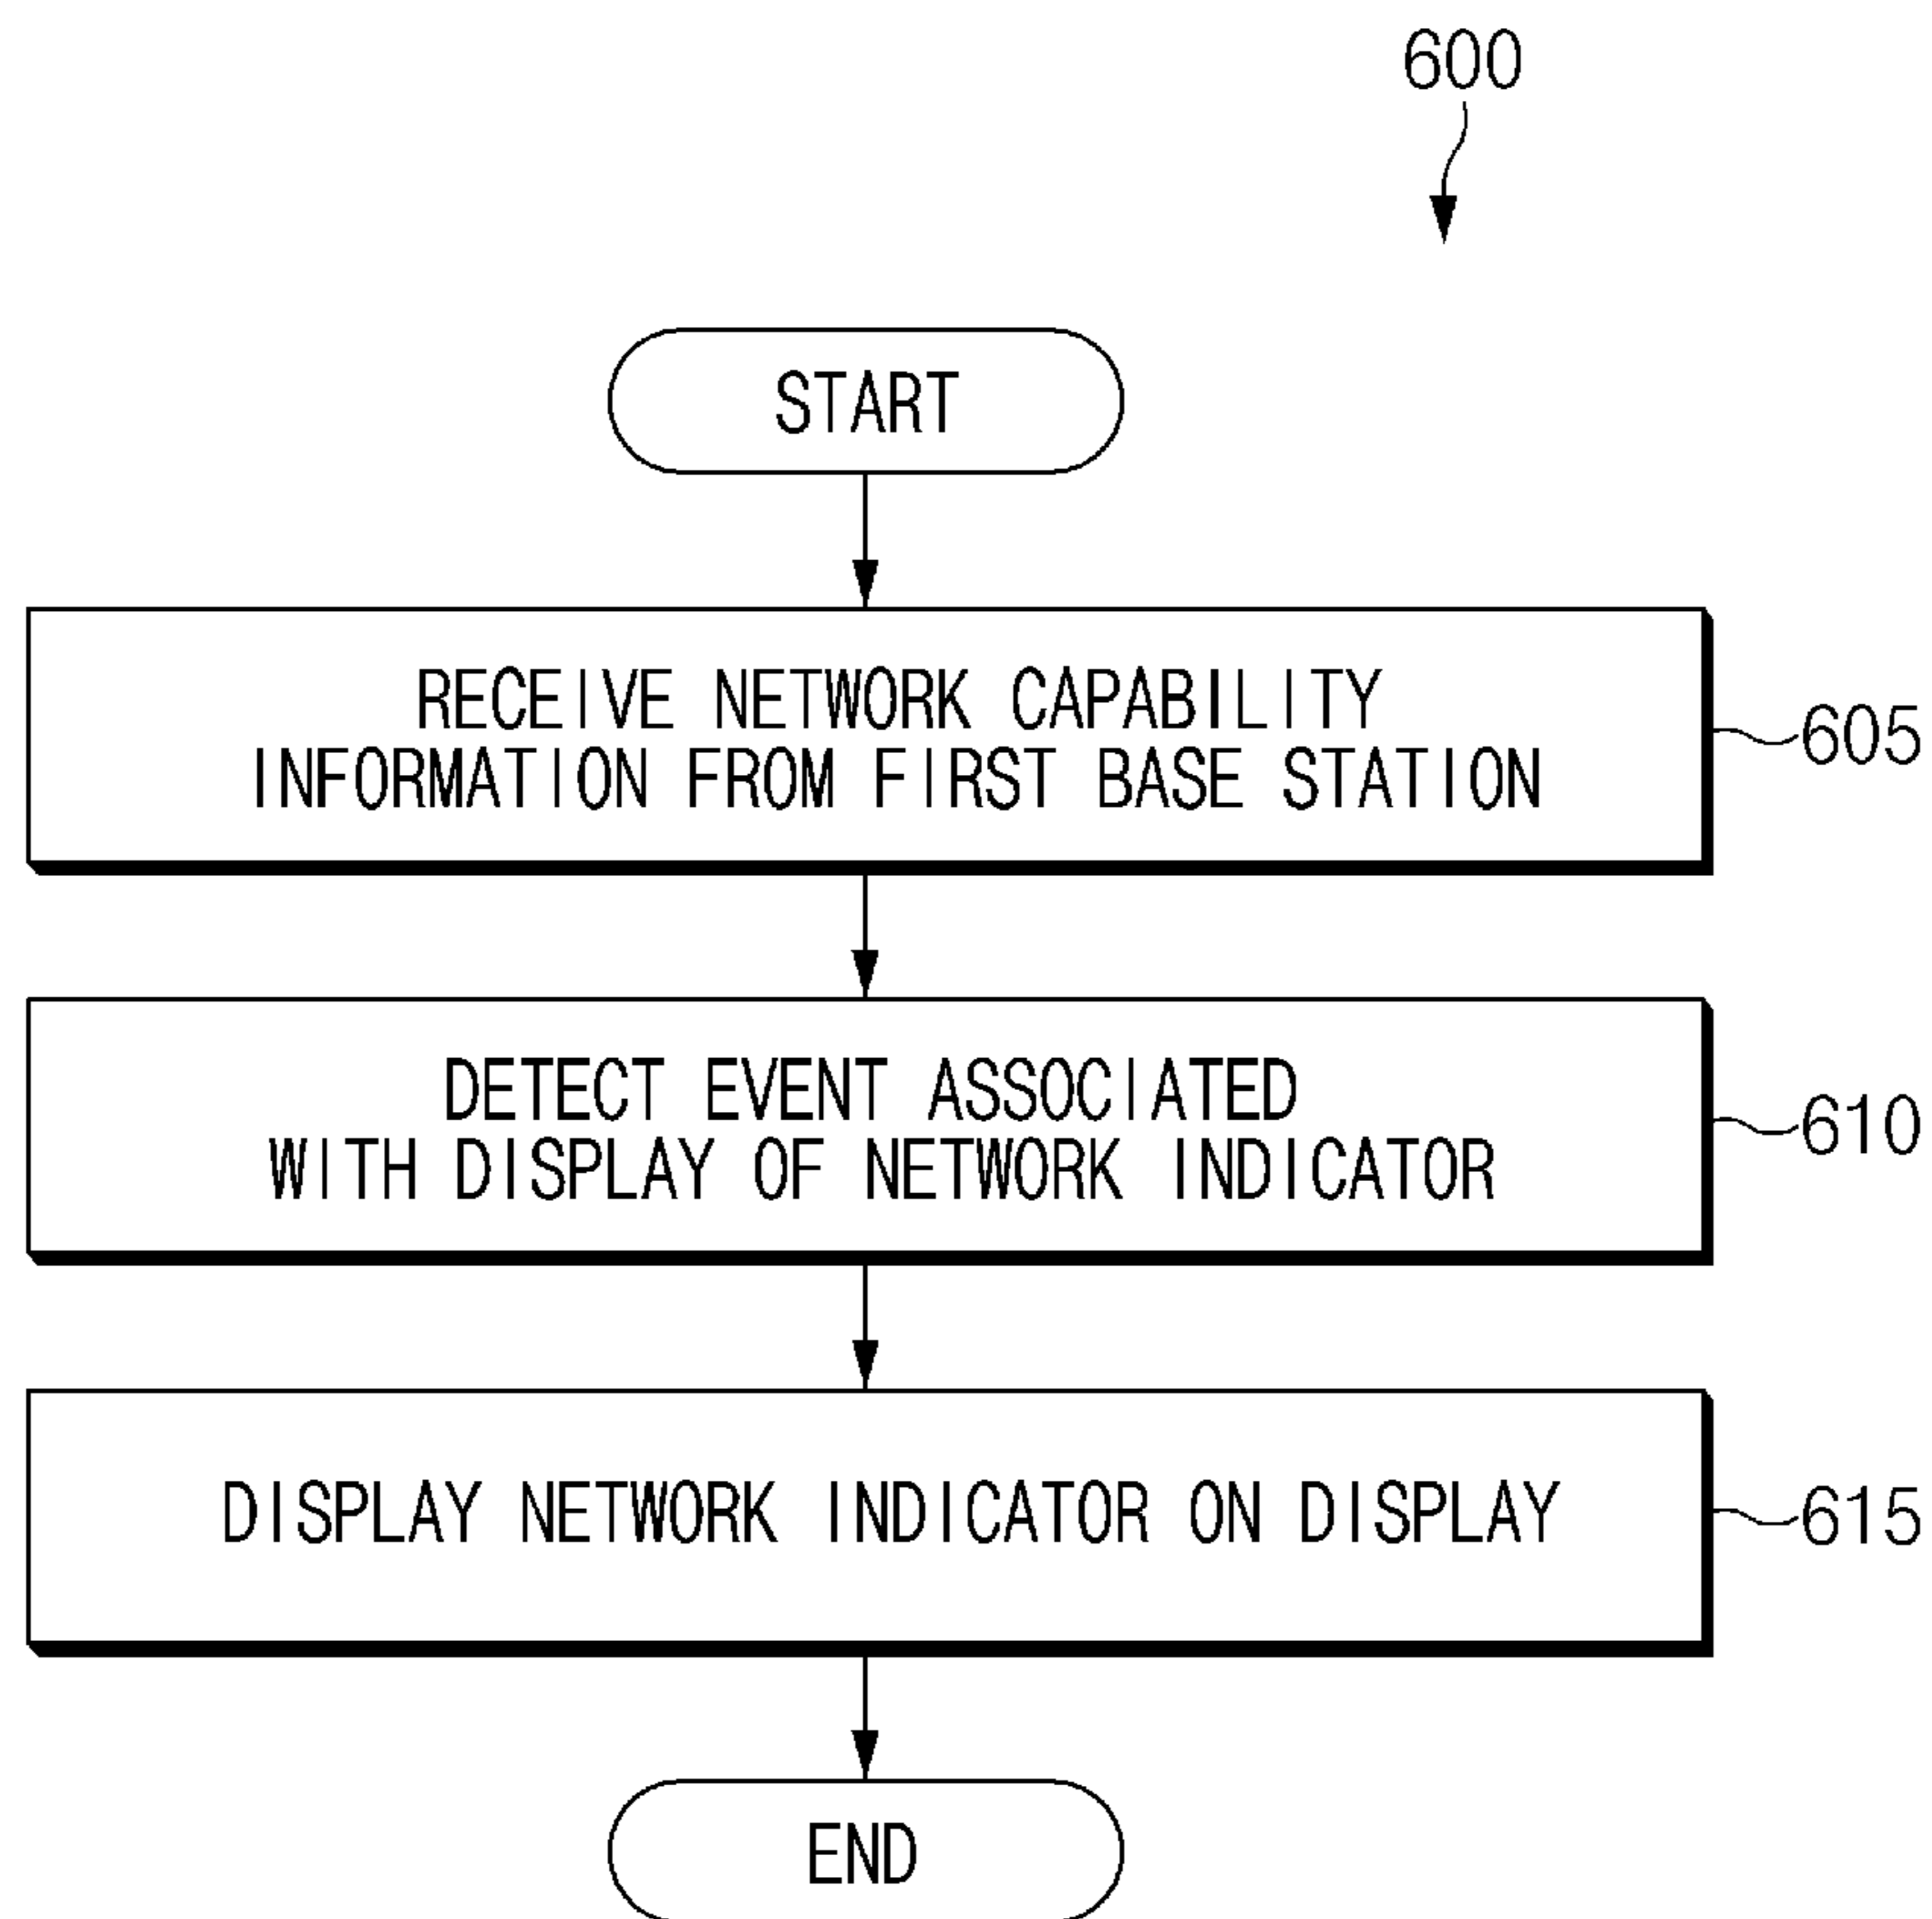 600
START
RECEIVE NETWORK CAPABILITY
INFORMATION FROM FIRST BASE STATION
605
DETECT EVENT ASSOCIATED
WITH DISPLAY OF NETWORK INDICATOR
610
DISPLAY NETWORK INDICATOR ON DISPLAY
615
END